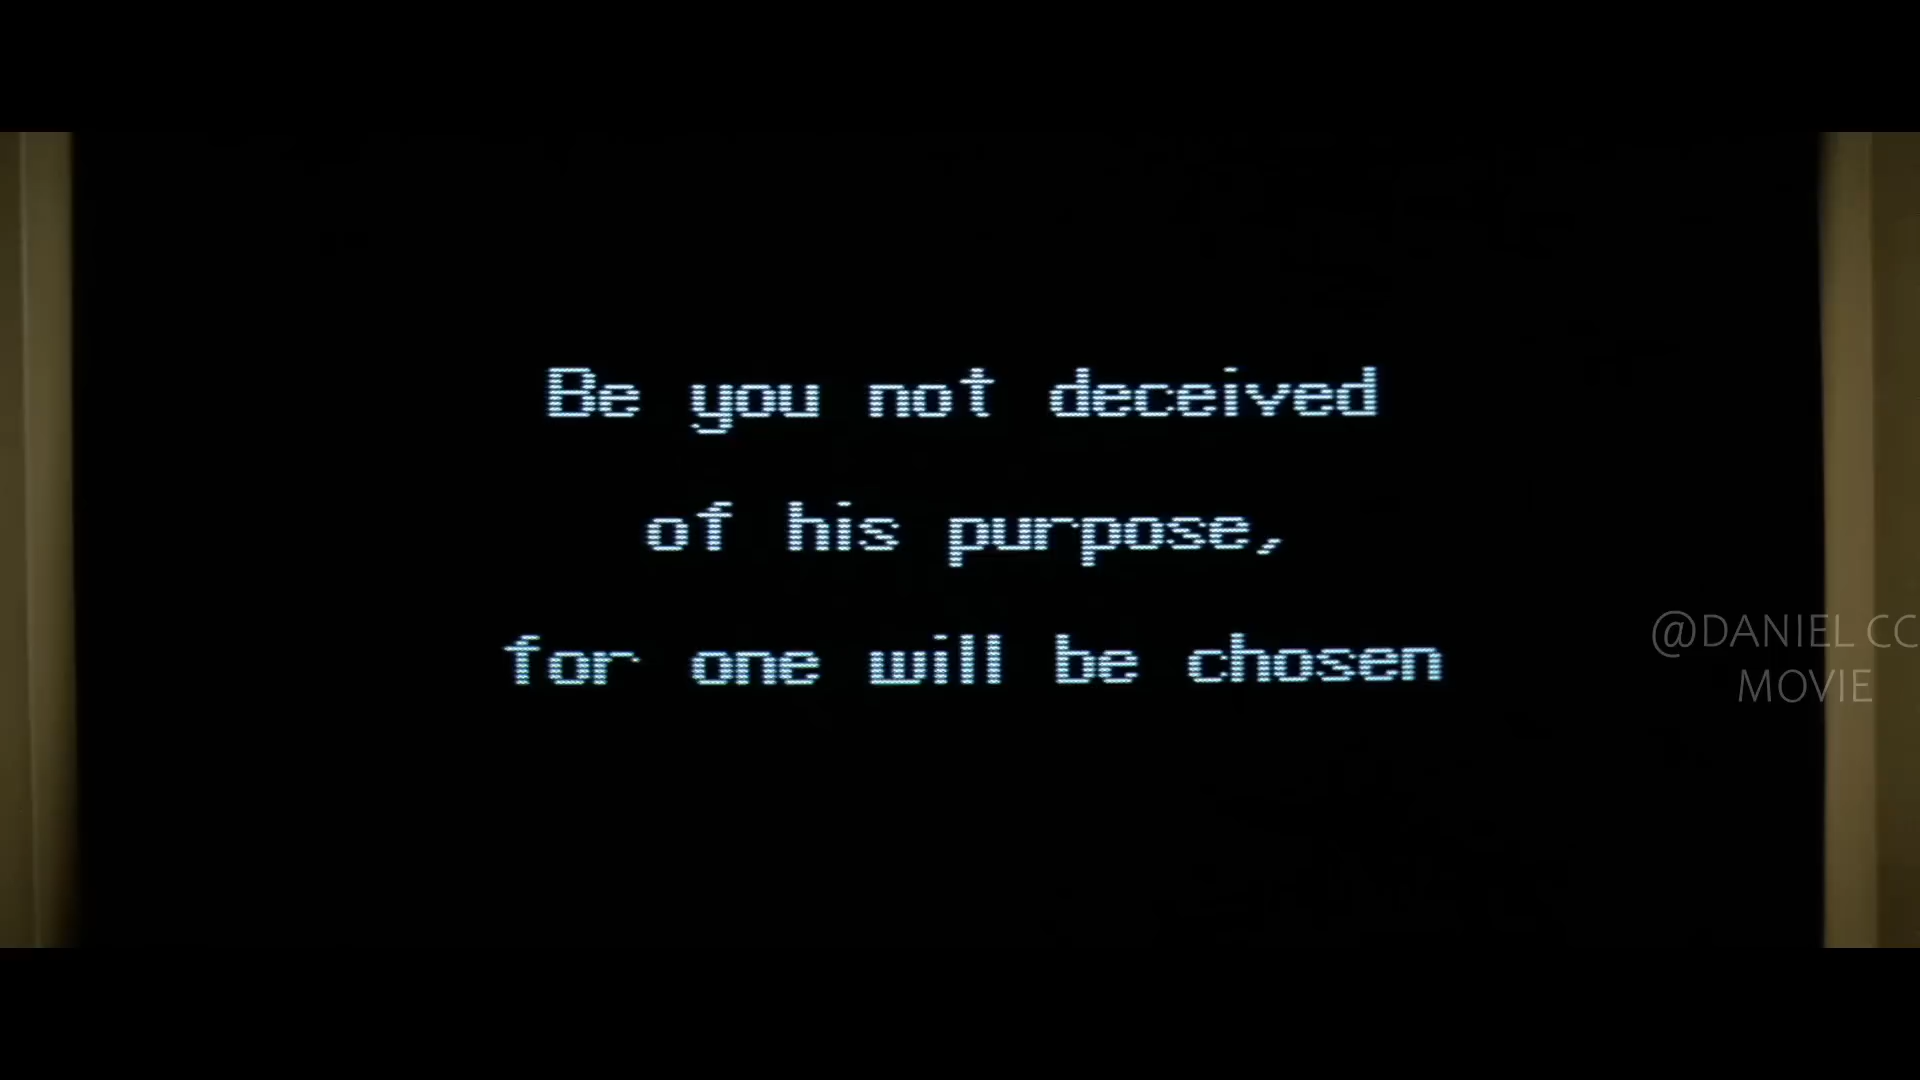 Be you not deceived
of his purpose,
for one will be chosen
@DANIEL CC
MOVIE